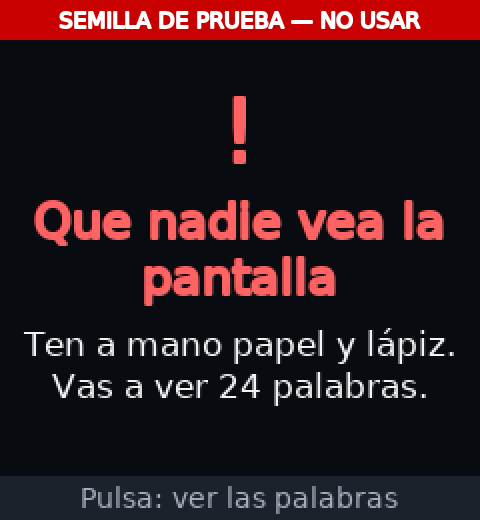 SEMILLA DE PRUEBA — NO USAR
!
Que nadie vea la
pantalla
Ten a mano papel y lápiz.
Vas a ver 24 palabras.
Pulsa: ver las palabras